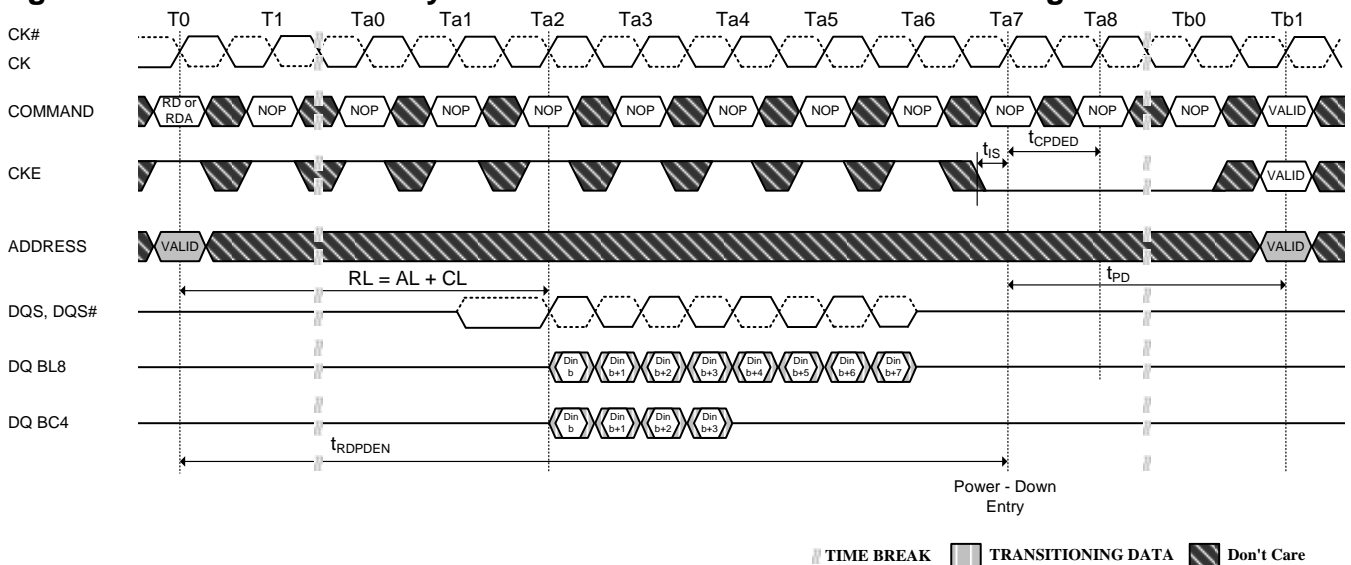 T0 T1 Ta0 Ta1 Ta2 Ta3 Ta4 Ta5 Ta6 Ta7 Ta8 Tb0 Tb1
CK#
CK
COMMAND RD or RDA NOP NOP NOP NOP NOP NOP NOP NOP NOP NOP VALID
tIS tCPDED
CKE VALID
ADDRESS VALID VALID
RL = AL + CL tPD
DQS, DQS#
DQ BL8 Din b Din b+1 Din b+2 Din b+3 Din b+4 Din b+5 Din b+6 Din b+7
DQ BC4 Din b Din b+1 Din b+2 Din b+3
tRDPDEN
Power - Down
Entry
TIME BREAK TRANSITIONING DATA Don't Care